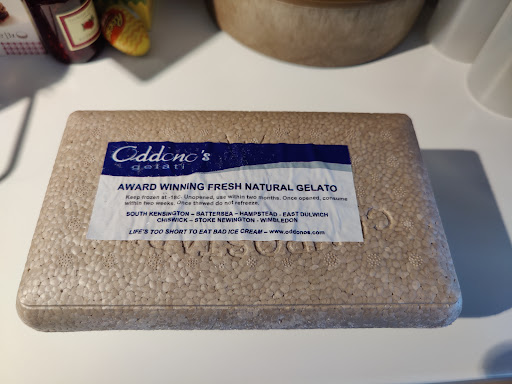 Oddono's
gelati
AWARD WINNING FRESH NATURAL GELATO
Keep frozen at -18C. Unopened, use within two months. Once opened, consume
within two weeks. Once thawed do not refreeze.
SOUTH KENSINGTON – BATTERSEA – HAMPSTEAD - EAST DULWICH
CHISWICK – STOKE NEWINGTON - WIMBLEDON
LIFE'S TOO SHORT TO EAT BAD ICE CREAM – www.oddonos.com